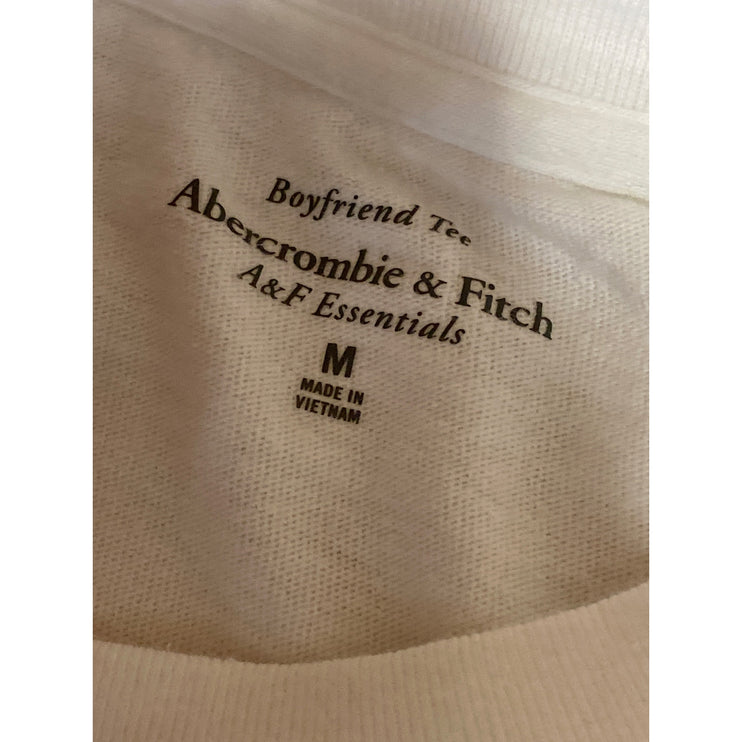 Boyfriend Tee
Abercrombie & Fitch
A&F Essentials
M
MADE IN
VIETNAM